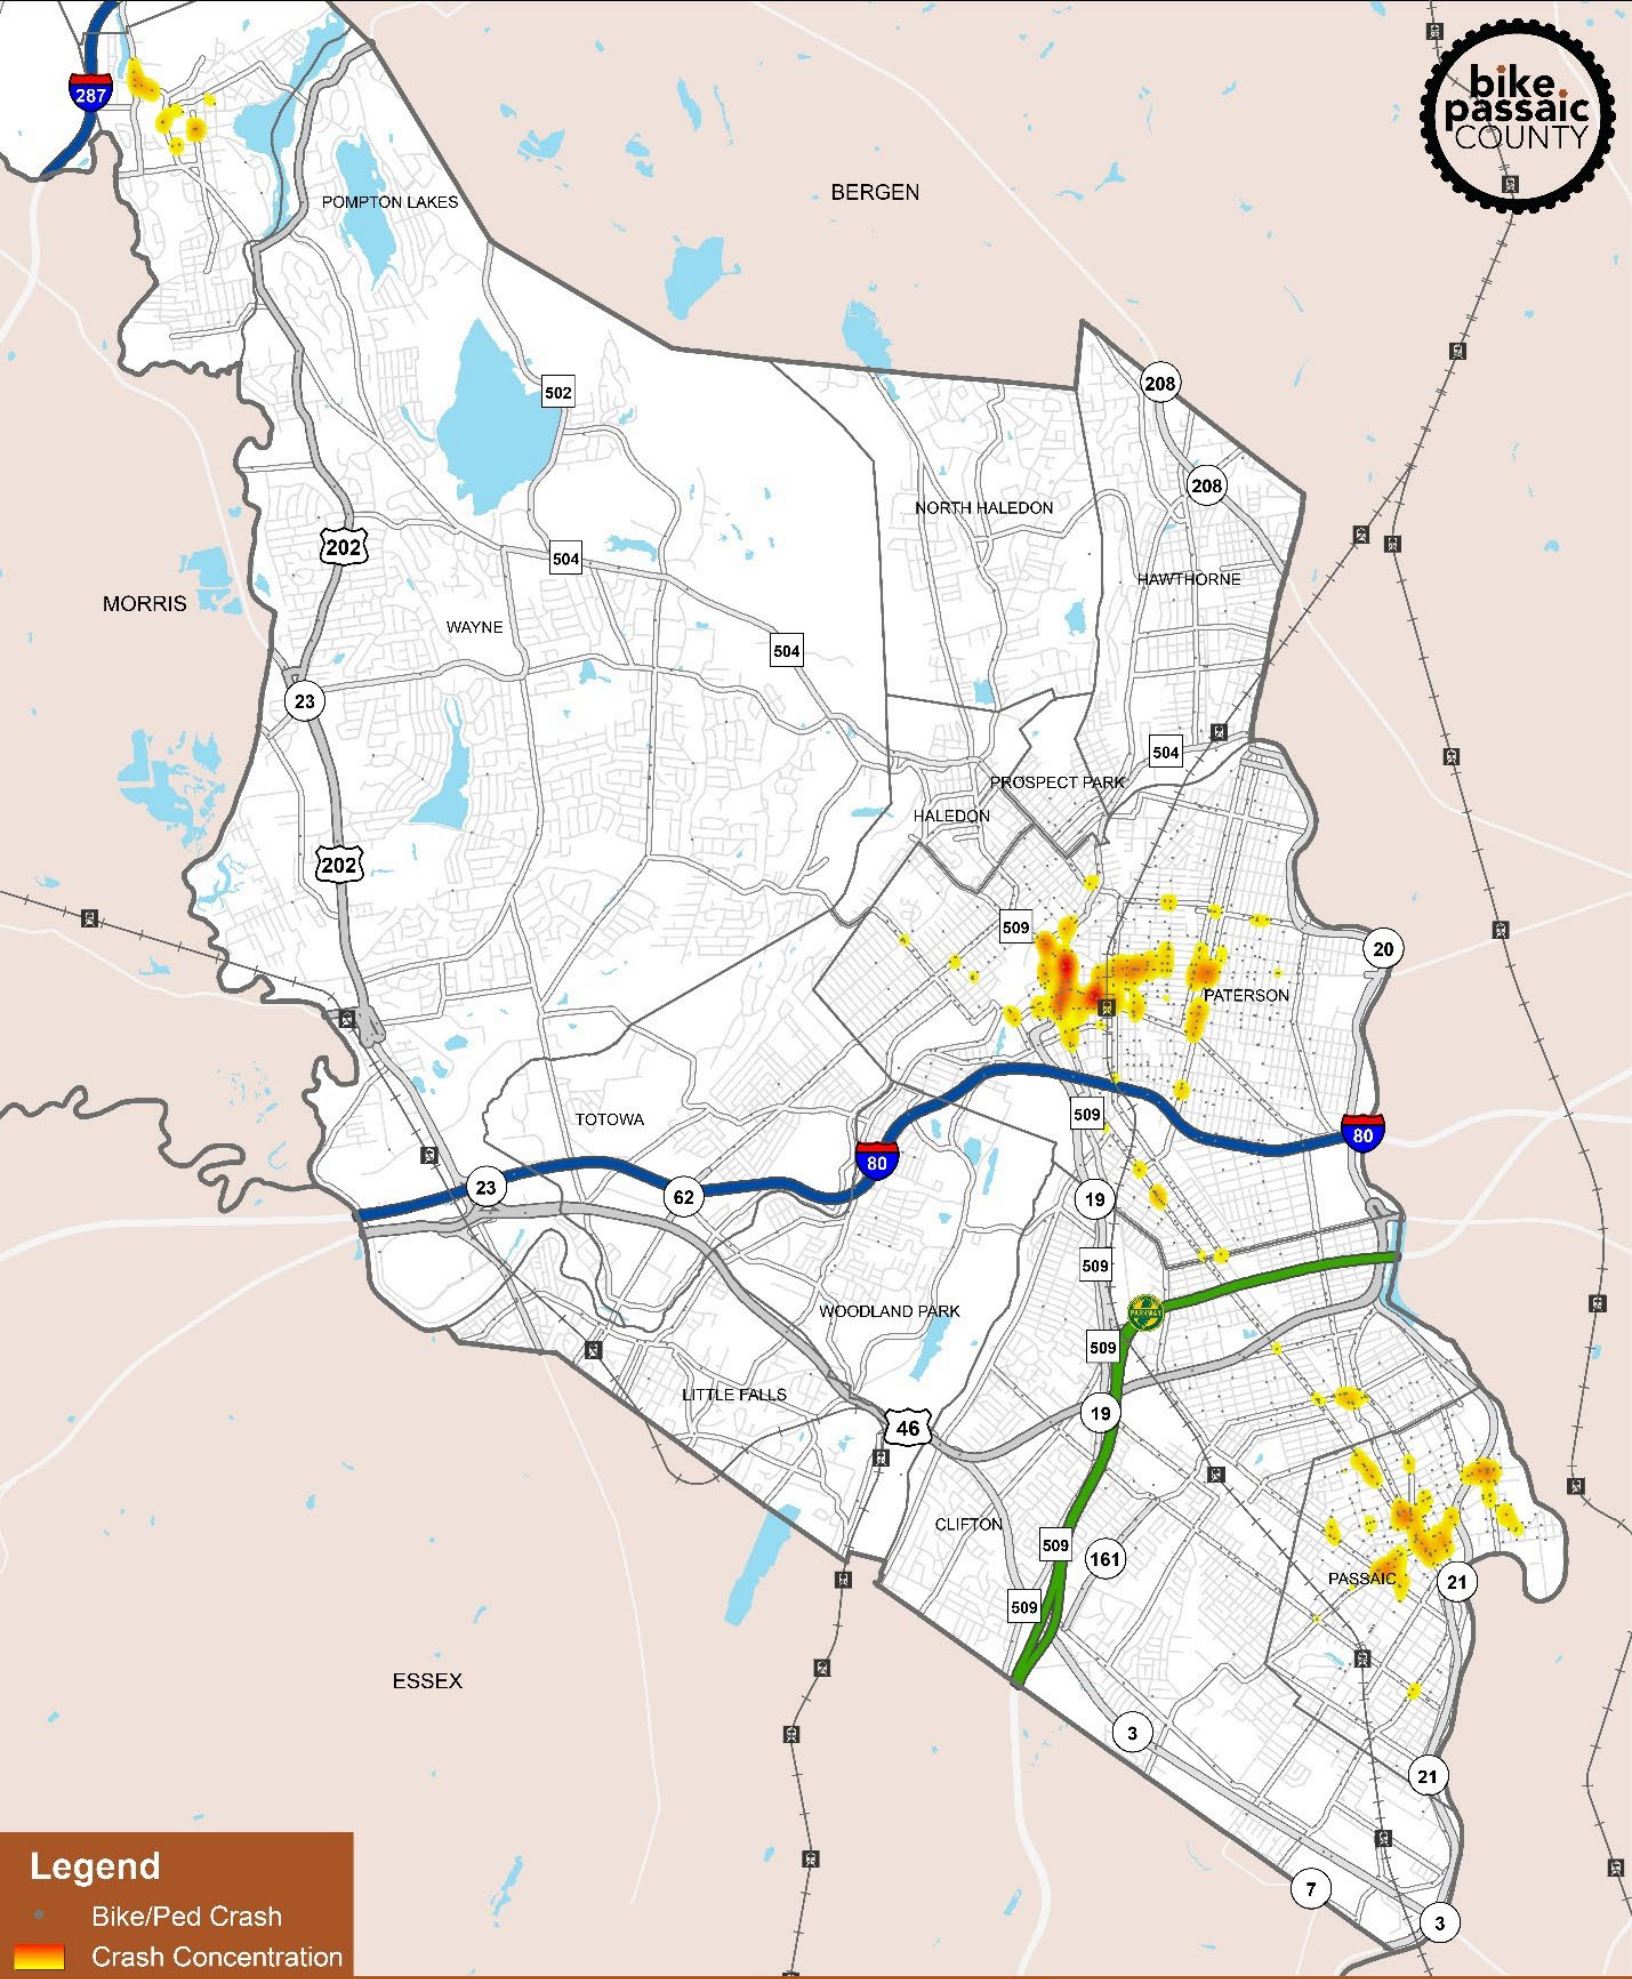 287
bike.
passaic
COUNTY
BERGEN
POMPTON LAKES
208
502
208
NORTH HALEDON
202
504
HAWTHORNE
MORRIS
WAYNE
504
23
504
PROSPECT PARK
HALEDON
202
509
20
PATERSON
TOTOWA
509
80
80
23
62
19
509
WOODLAND PARK
PARKWAY
509
LITTLE FALLS
19
46
CLIFTON
509
161
PASSAIC
21
509
ESSEX
3
21
Legend
Bike/Ped Crash
Crash Concentration
7
3